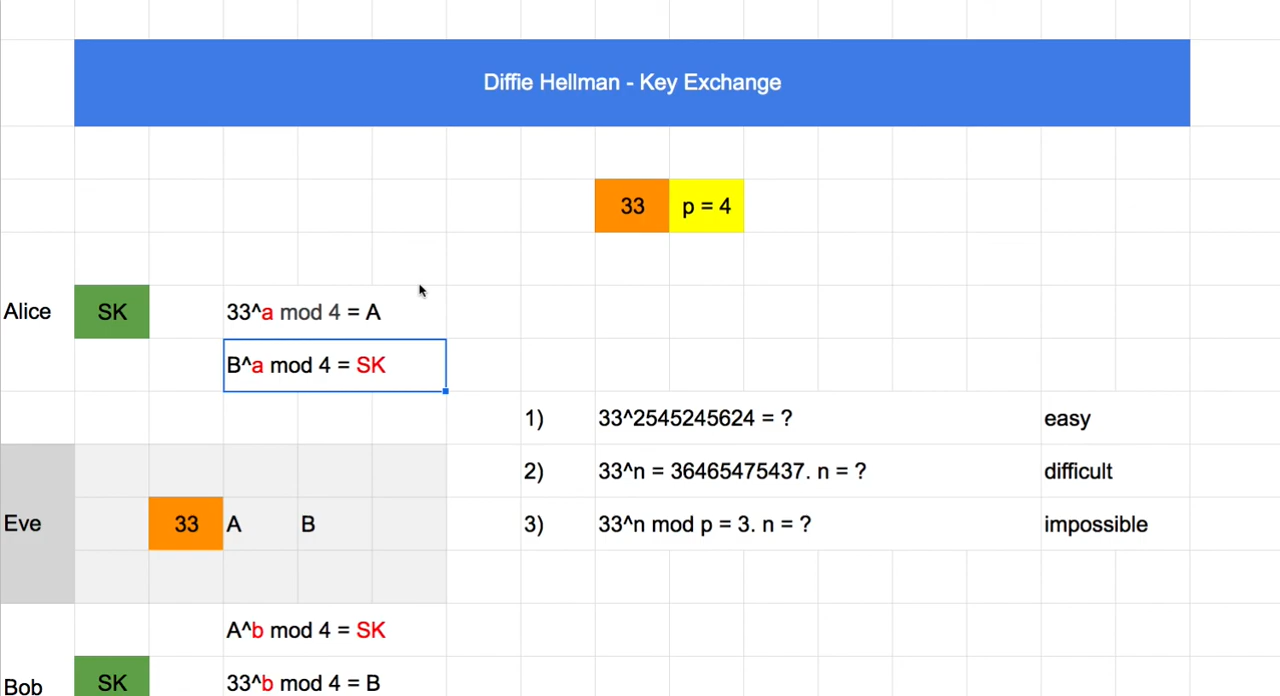 Diffie Hellman - Key Exchange
33 p = 4
Alice SK 33^a mod 4 = A
B^a mod 4 = SK
1) 33^2545245624 = ? easy
2) 33^n = 36465475437. n = ? difficult
Eve 33 A B 3) 33^n mod p = 3. n = ? impossible
A^b mod 4 = SK
Bob SK 33^b mod 4 = B